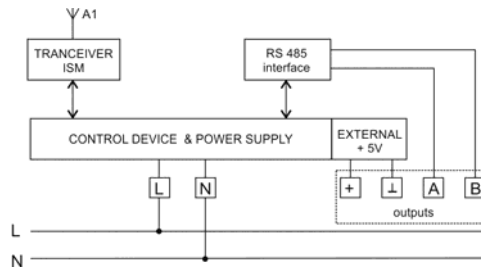 A1
TRANCEIVER
ISM
RS 485
interface
CONTROL DEVICE & POWER SUPPLY
EXTERNAL
+ 5V
L
N
+
⊥
A
B
outputs
L
N